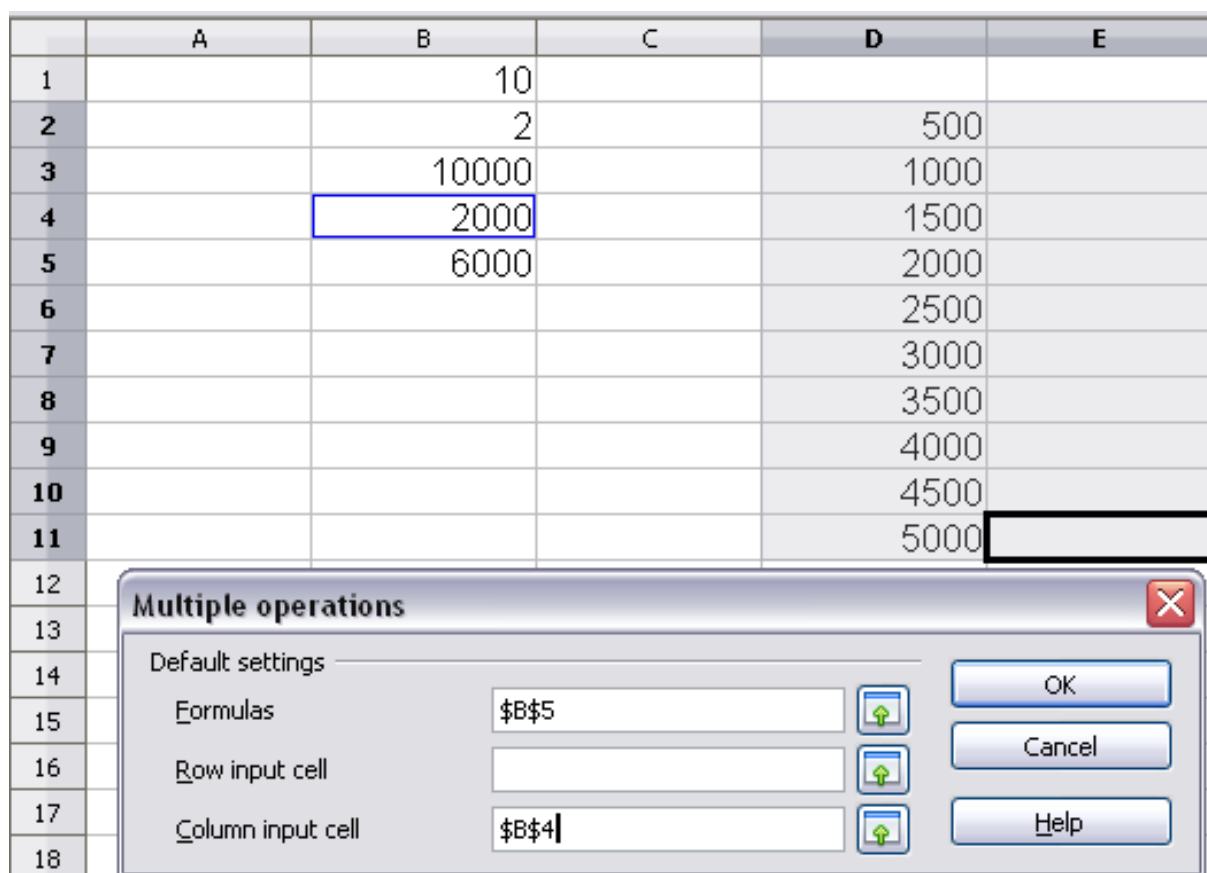 A B C D E
1 10
2 2 500
3 10000 1000
4 2000 1500
5 6000 2000
6 2500
7 3000
8 3500
9 4000
10 4500
11 5000
12
Multiple operations
13
Default settings
14
OK
Formulas $B$5
15
Cancel
16
Row input cell
17
Column input cell $B$4
Help
18